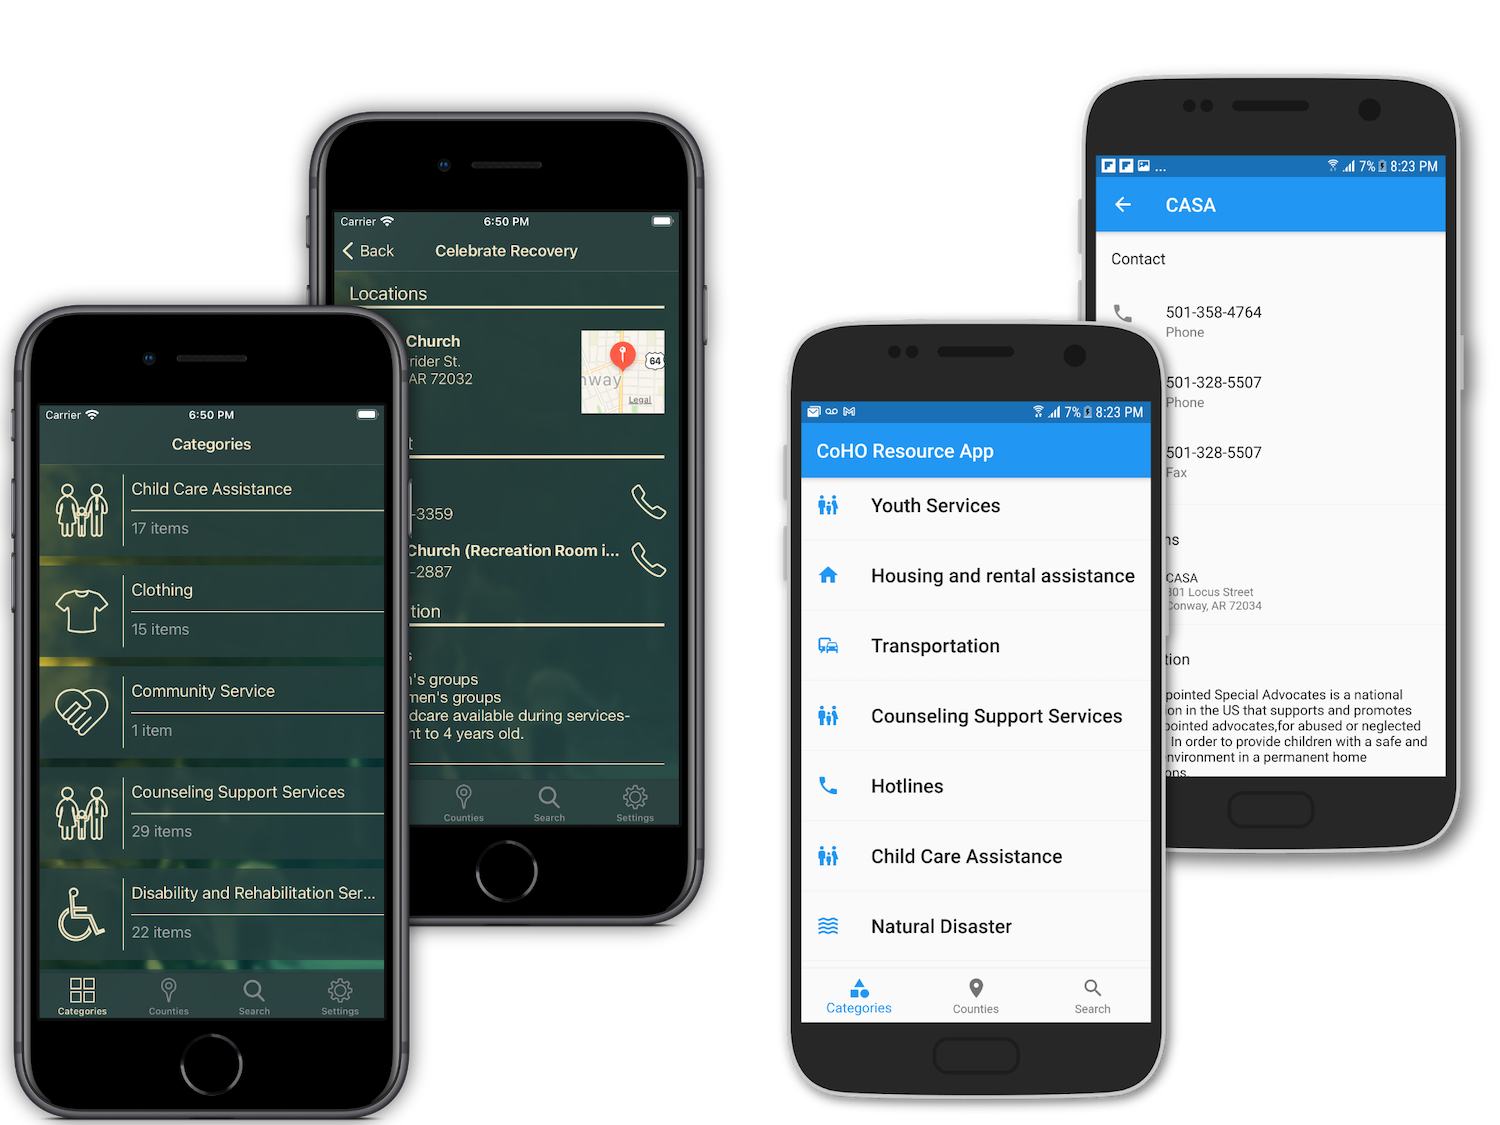 Carrier 6:50 PM
Back Celebrate Recovery
Locations
Church
rider St.
AR 72032
64
nway
Legal
t
-3359
Church (Recreation Room i...
-2887
tion
s
n's groups
men's groups
dcare available during services-
nt to 4 years old.
Counties Search Settings
Carrier 6:50 PM
Categories
Child Care Assistance
17 items
Clothing
15 items
Community Service
1 item
Counseling Support Services
29 items
Disability and Rehabilitation Ser...
22 items
Categories Counties Search Settings
... 7% 8:23 PM
CASA
Contact
501-358-4764
Phone
501-328-5507
Phone
501-328-5507
Fax
ns
CASA
801 Locus Street
Conway, AR 72034
tion
pointed Special Advocates is a national
on in the US that supports and promotes
pointed advocates,for abused or neglected
In order to provide children with a safe and
nvironment in a permanent home
ons.
7% 8:23 PM
CoHO Resource App
Youth Services
Housing and rental assistance
Transportation
Counseling Support Services
Hotlines
Child Care Assistance
Natural Disaster
Categories Counties Search